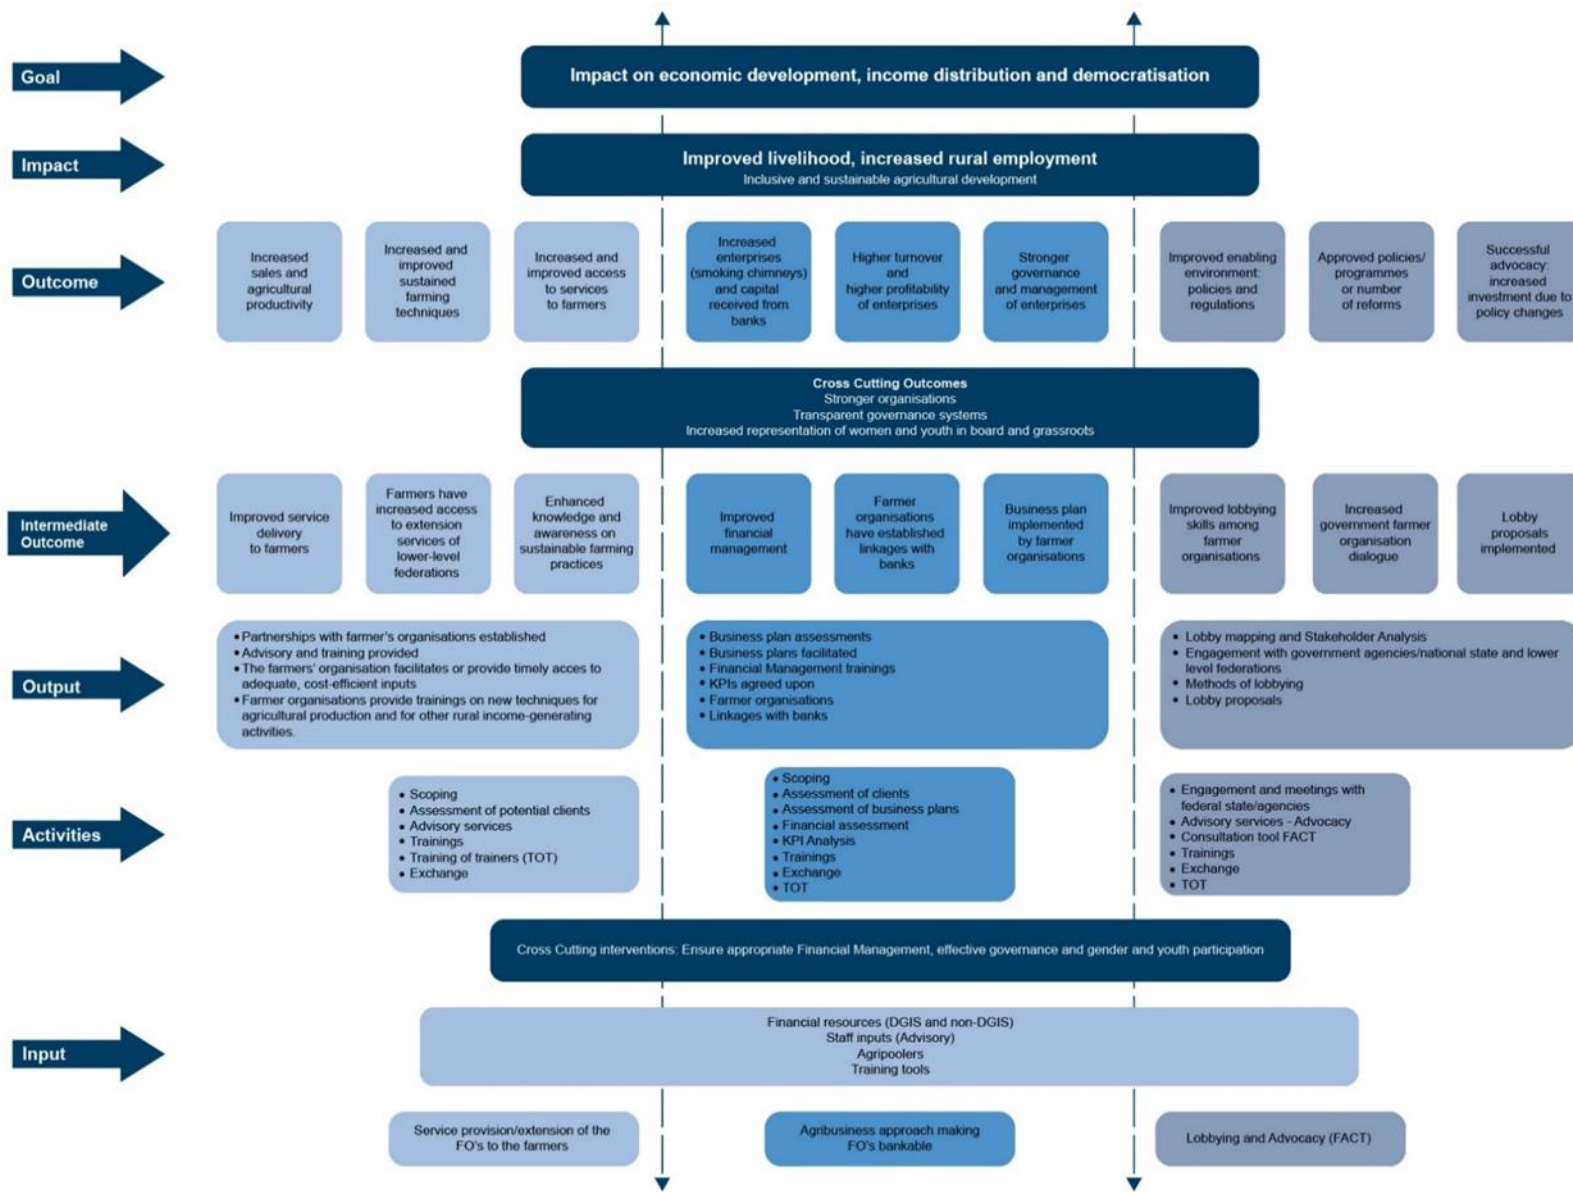 Goal
Impact on economic development, income distribution and democratisation
Impact
Improved livelihood, increased rural employment
Inclusive and sustainable agricultural development
Outcome
Increased
sales and
agricultural
productivity
Increased and
improved
sustained
farming
techniques
Increased and
improved access
to services
to farmers
Increased
enterprises
(smoking chimneys)
and capital
received from
banks
Higher turnover
and
higher profitability
of enterprises
Stronger
governance
and management
of enterprises
Improved enabling
environment:
policies and
regulations
Approved policies/
programmes
or number
of reforms
Successful
advocacy:
increased
investment due to
policy changes
Cross Cutting Outcomes
Stronger organisations
Transparent governance systems
Increased representation of women and youth in board and grassroots
Intermediate
Outcome
Improved service
delivery
to farmers
Farmers have
increased access
to extension
services of
lower-level
federations
Enhanced
knowledge and
awareness on
sustainable farming
practices
Improved
financial
management
Farmer
organisations
have established
linkages with
banks
Business plan
implemented
by farmer
organisations
Improved lobbying
skills among
farmer
organisations
Increased
government farmer
organisation
dialogue
Lobby
proposals
implemented
Output
• Partnerships with farmer's organisations established
• Advisory and training provided
• The farmers' organisation facilitates or provide timely acces to
adequate, cost-efficient inputs
• Farmer organisations provide trainings on new techniques for
agricultural production and for other rural income-generating
activities.
• Business plan assessments
• Business plans facilitated
• Financial Management trainings
• KPIs agreed upon
• Farmer organisations
• Linkages with banks
• Lobby mapping and Stakeholder Analysis
• Engagement with government agencies/national state and lower
level federations
• Methods of lobbying
• Lobby proposals
Activities
• Scoping
• Assessment of potential clients
• Advisory services
• Trainings
• Training of trainers (TOT)
• Exchange
• Scoping
• Assessment of clients
• Assessment of business plans
• Financial assessment
• KPI Analysis
• Trainings
• Exchange
• TOT
• Engagement and meetings with
federal state/agencies
• Advisory services - Advocacy
• Consultation tool FACT
• Trainings
• Exchange
• TOT
Cross Cutting interventions: Ensure appropriate Financial Management, effective governance and gender and youth participation
Input
Financial resources (DGIS and non-DGIS)
Staff inputs (Advisory)
Agripoolers
Training tools
Service provision/extension of the
FO's to the farmers
Agribusiness approach making
FO's bankable
Lobbying and Advocacy (FACT)